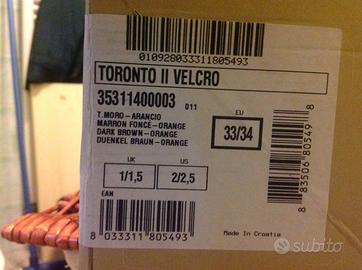 010928033311805493
TORONTO II VELCRO
35311400003 011
T.MORO-ARANCIO
MARRON FONCE-ORANGE
DARK BROWN-ORANGE
DUENKEL BRAUN-ORANGE
EU
33/34
UK
1/1,5
US
2/2,5
EAN
8 033311 805493
8 83506 80549 8
Made In Croatia
subito